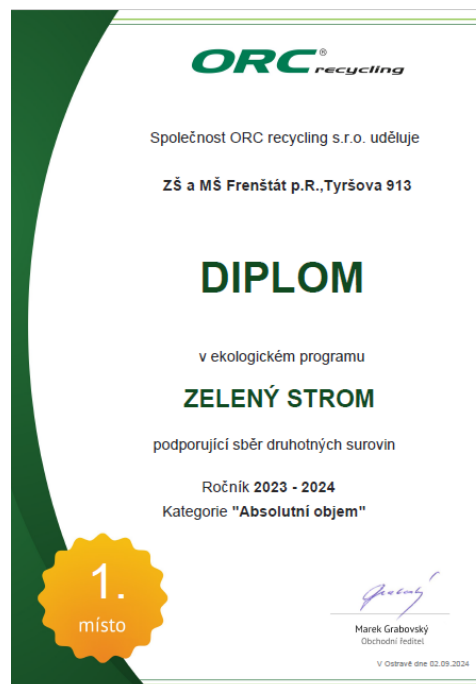 ORC® recycling
Společnost ORC recycling s.r.o. uděluje
ZŠ a MŠ Frenštát p.R.,Tyršova 913
DIPLOM
v ekologickém programu
ZELENÝ STROM
podporující sběr druhotných surovin
Ročník 2023 - 2024
Kategorie "Absolutní objem"
1.
místo
Marek Grabovský
Obchodní ředitel
V Ostravě dne 02.09.2024